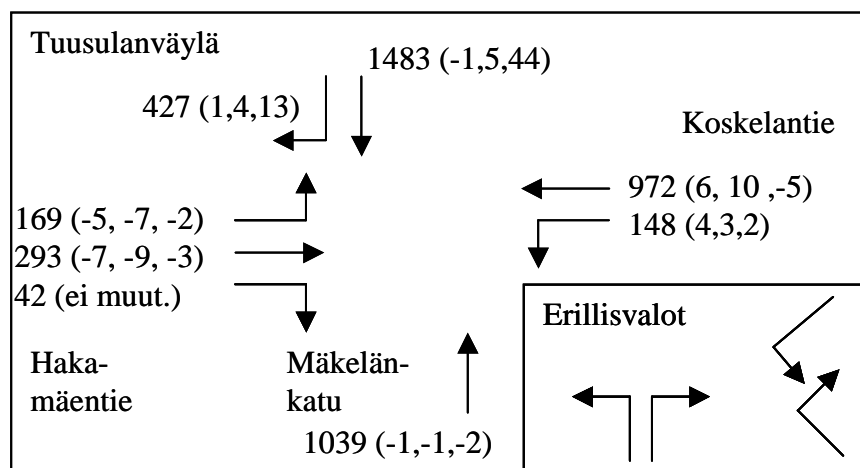 Tuusulanväylä
1483 (-1,5,44)
427 (1,4,13)
Koskelantie
972 (6, 10 ,-5)
148 (4,3,2)
169 (-5, -7, -2)
293 (-7, -9, -3)
42 (ei muut.)
Erillisvalot
Haka-
mäentie
Mäkelän-
katu
1039 (-1,-1,-2)